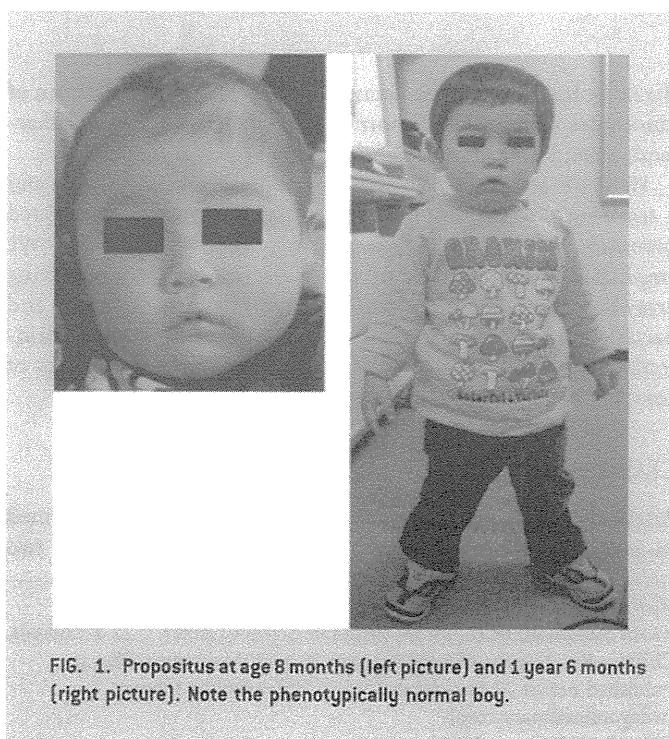 GROWIN
FIG. 1. Propositus at age 8 months (left picture) and 1 year 6 months
(right picture). Note the phenotypically normal boy.